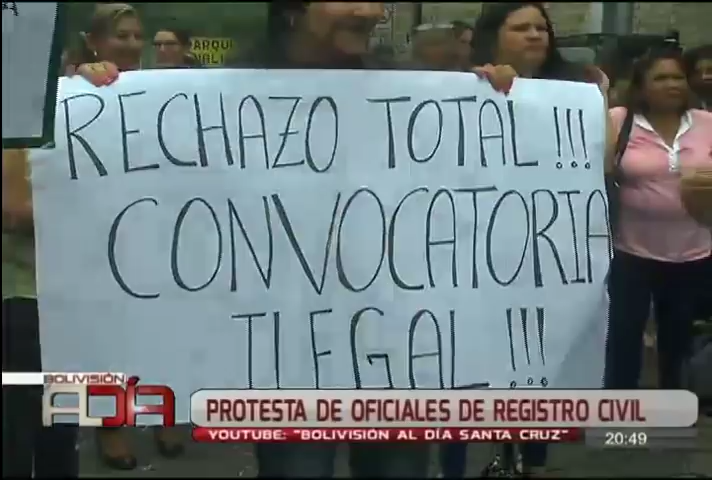 PARQUI
RECHAZO TOTAL !!!
CONVOCATORIA
ILEGAL !!!
BOLIVISIÓN
AL DÍA
PROTESTA DE OFICIALES DE REGISTRO CIVIL
YOUTUBE: "BOLIVISIÓN AL DÍA SANTA CRUZ"
20:49